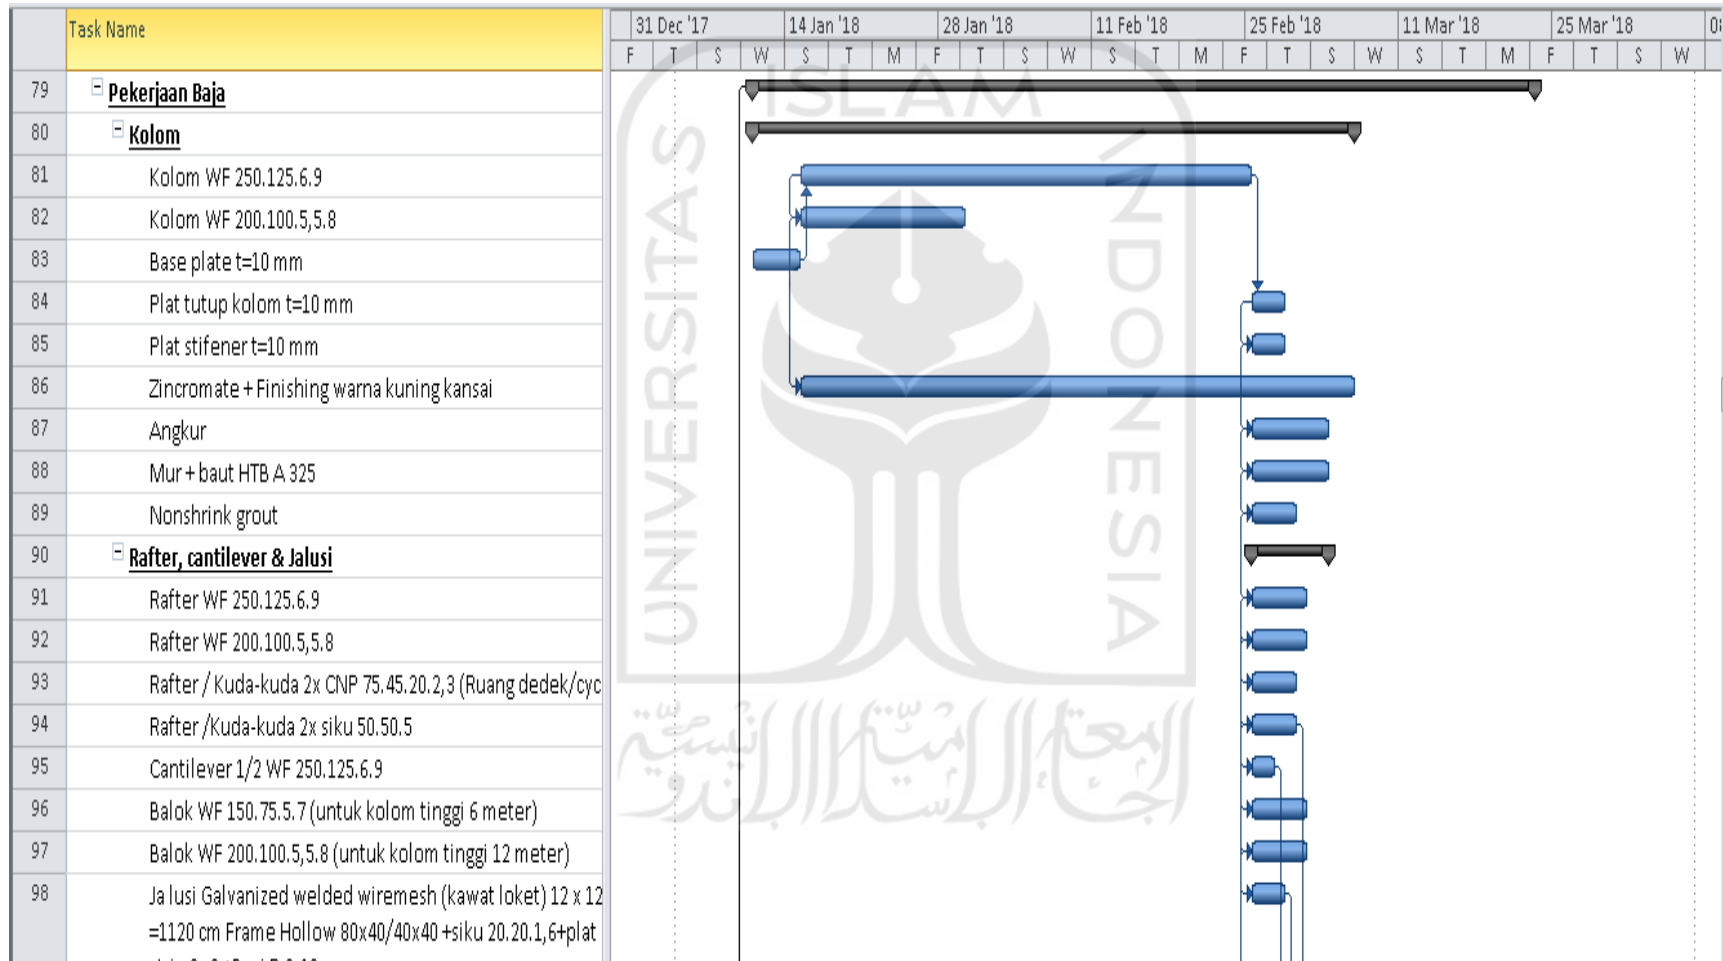 Task Name
31 Dec '17 14 Jan '18 28 Jan '18 11 Feb '18 25 Feb '18 11 Mar '18 25 Mar '18
F T S W S T M F T S W S T M F T S W S T M F T S W
79 Pekerjaan Baja
80 Kolom
81 Kolom WF 250.125.6.9
82 Kolom WF 200.100.5,5.8
83 Base plate t=10 mm
84 Plat tutup kolom t=10 mm
85 Plat stifener t=10 mm
86 Zincromate + Finishing warna kuning kansai
87 Angkur
88 Mur + baut HTB A 325
89 Nonshrink grout
90 Rafter, cantilever & Jalusi
91 Rafter WF 250.125.6.9
92 Rafter WF 200.100.5,5.8
93 Rafter / Kuda-kuda 2x CNP 75.45.20.2,3 (Ruang dedek/cyc
94 Rafter /Kuda-kuda 2x siku 50.50.5
95 Cantilever 1/2 WF 250.125.6.9
96 Balok WF 150.75.5.7 (untuk kolom tinggi 6 meter)
97 Balok WF 200.100.5,5.8 (untuk kolom tinggi 12 meter)
98 Ja lusi Galvanized welded wiremesh (kawat loket) 12 x 12
=1120 cm Frame Hollow 80x40/40x40 +siku 20.20.1,6+plat
UNIVERSITAS
ISLAM
INDONESIA